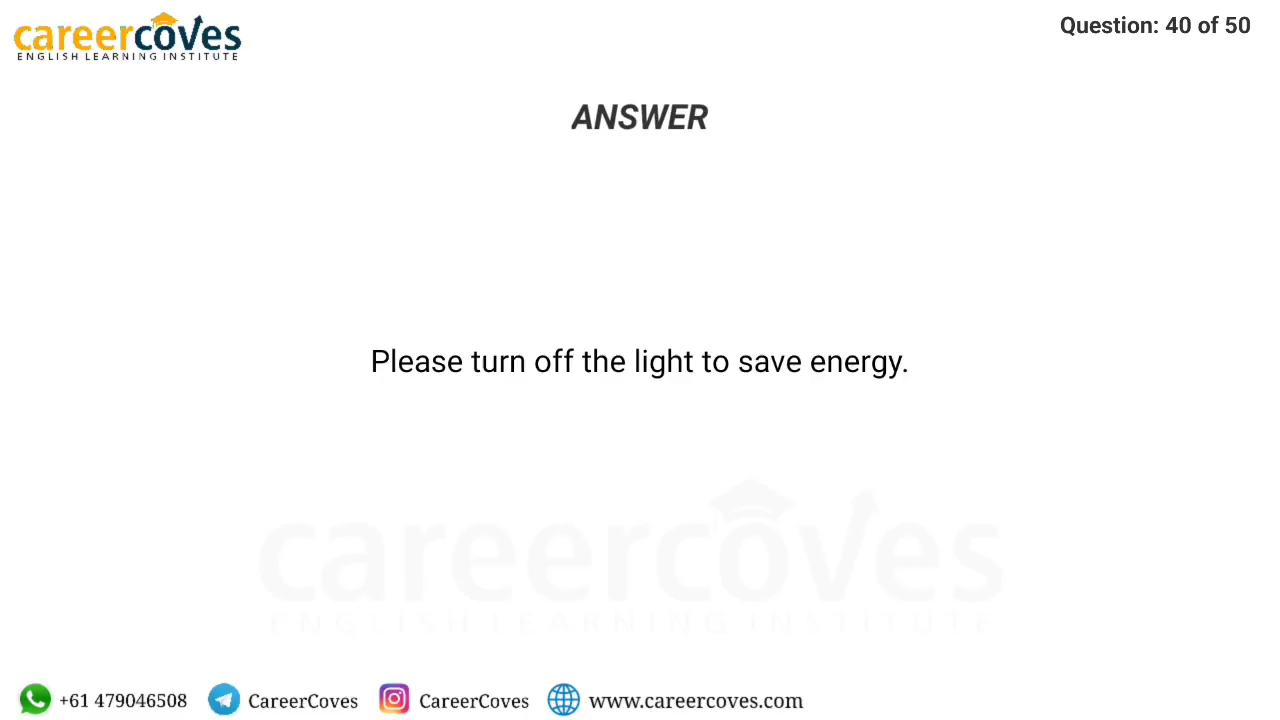 careercoves
ENGLISH LEARNING INSTITUTE
Question: 40 of 50
ANSWER
Please turn off the light to save energy.
careercoves
ENGLISH LEARNING INSTITUTE
+61 479046508 CareerCoves CareerCoves www.careercoves.com